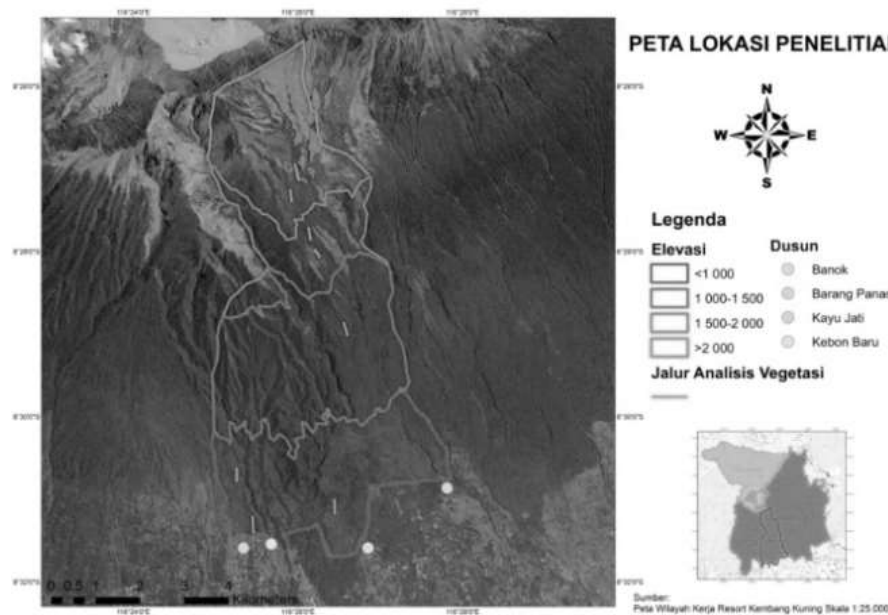 PETA LOKASI PENELITIA
N
W E
S
Legenda
Elevasi
<1 000
1 000-1 500
1 500-2 000
>2 000
Dusun
Banok
Barang Panas
Kayu Jati
Kebon Baru
Jalur Analisis Vegetasi
0 0.5 1 2 3 4
Kilometers
Sumber:
Peta Wilayah Kerja Resort Kembang Kuning Skala 1:25 000